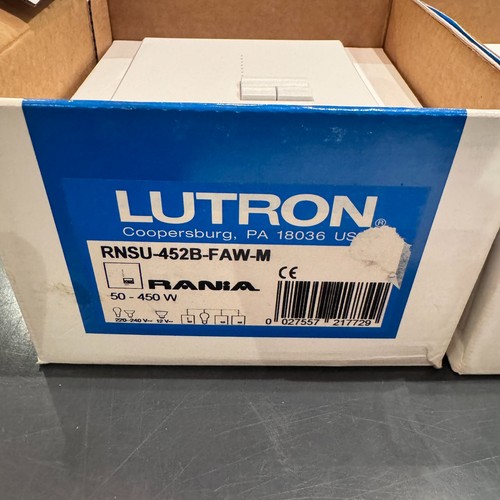 LUTRON®
Coopersburg, PA 18036 US
RNSU-452B-FAW-M
CE
RANIA
50 - 450 W
220-240 V~ 12 V~
0 027557 217729